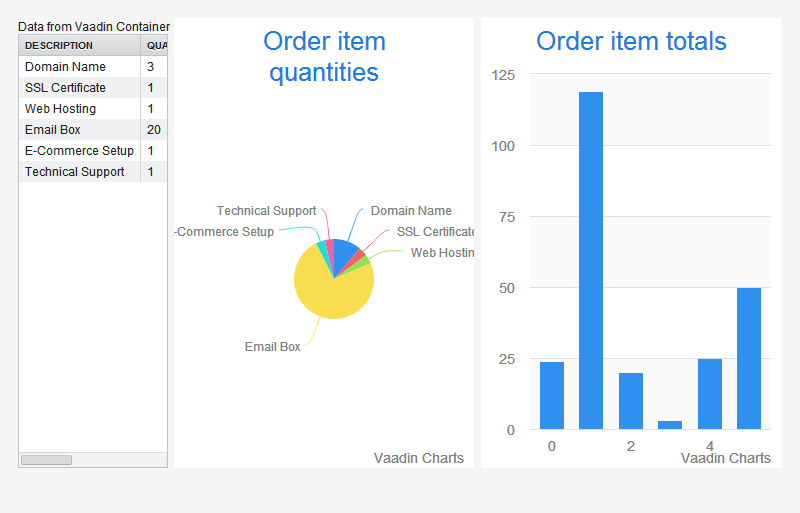 Data from Vaadin Container
DESCRIPTION QUA
Domain Name 3
SSL Certificate 1
Web Hosting 1
Email Box 20
E-Commerce Setup 1
Technical Support 1
Order item
quantities
Technical Support
Domain Name
-Commerce Setup
SSL Certificate
Web Hostin
Email Box
Vaadin Charts
Order item totals
125
100
75
50
25
0
0 2 4
Vaadin Charts